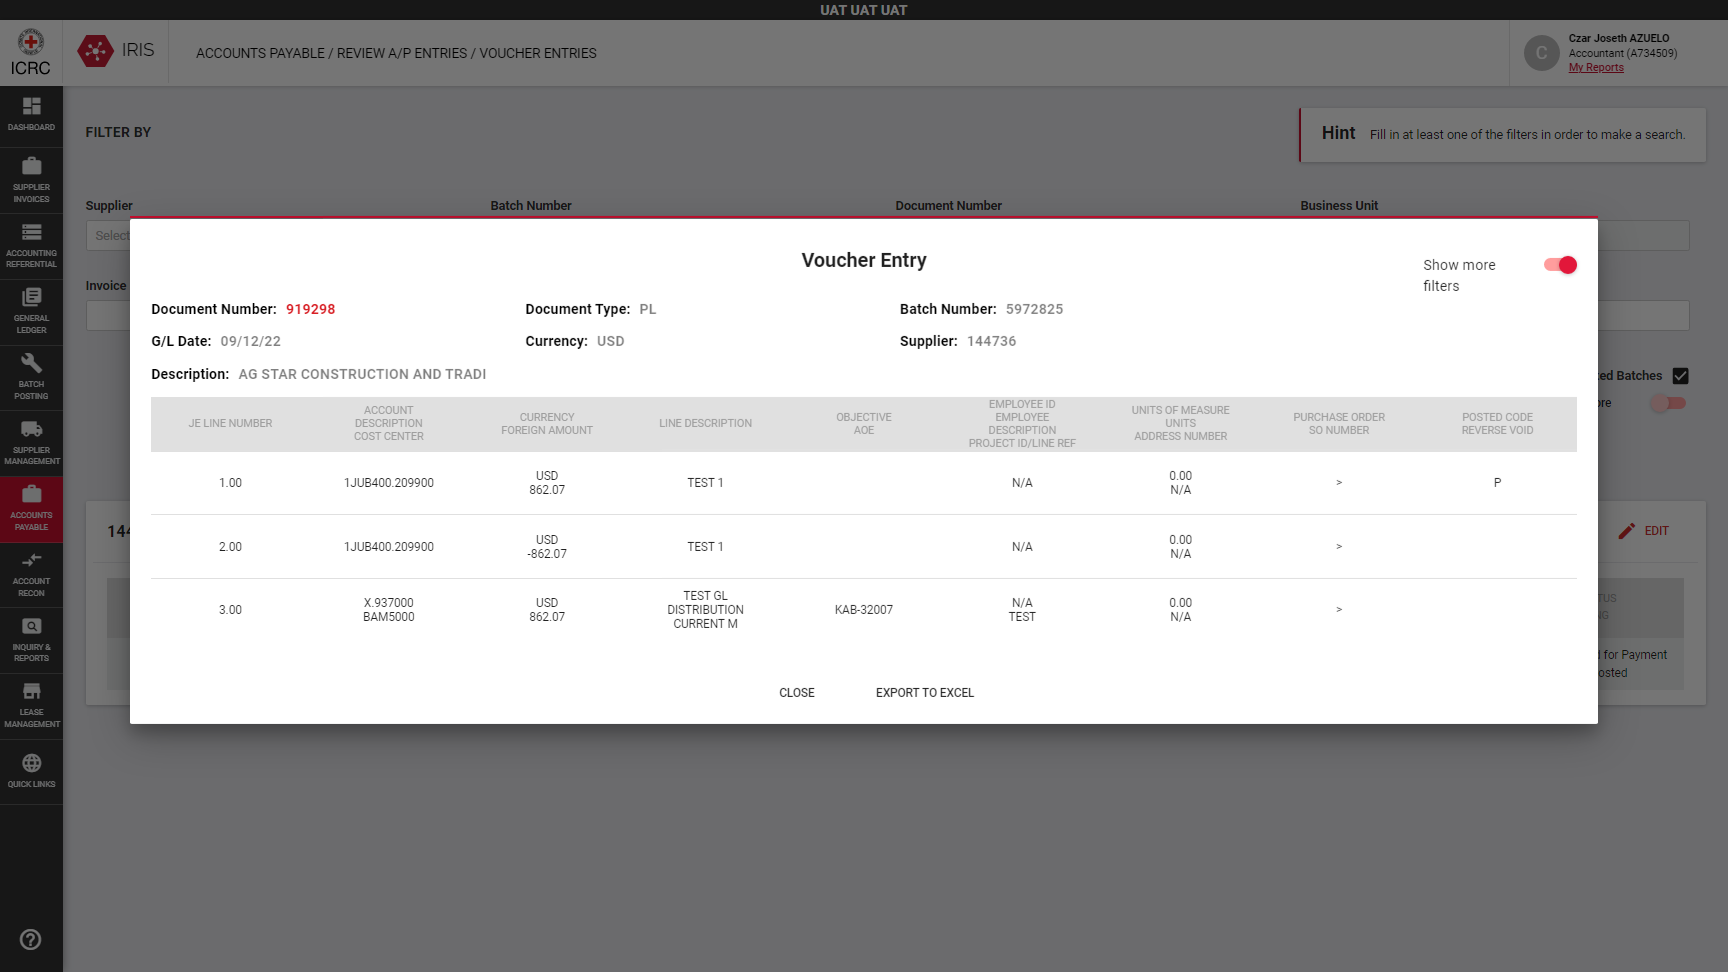 UAT UAT UAT
ICRC
IRIS
ACCOUNTS PAYABLE / REVIEW A/P ENTRIES / VOUCHER ENTRIES
C
Czar Joseth AZUELO
Accountant (A734509)
My Reports
DASHBOARD
SUPPLIER
INVOICES
ACCOUNTING
REFERENTIAL
GENERAL
LEDGER
BATCH
POSTING
SUPPLIER
MANAGEMENT
ACCOUNTS
PAYABLE
ACCOUNT
RECON
INQUIRY &
REPORTS
LEASE
MANAGEMENT
QUICK LINKS
FILTER BY
Hint Fill in at least one of the filters in order to make a search.
Supplier Batch Number Document Number Business Unit
Select
Invoice
Voucher Entry
Show more
filters
Document Number: 919298 Document Type: PL Batch Number: 5972825
G/L Date: 09/12/22 Currency: USD Supplier: 144736
Description: AG STAR CONSTRUCTION AND TRADI
JE LINE NUMBER
ACCOUNT
DESCRIPTION
COST CENTER
CURRENCY
FOREIGN AMOUNT
LINE DESCRIPTION
OBJECTIVE
AOE
EMPLOYEE ID
EMPLOYEE
DESCRIPTION
PROJECT ID/LINE REF
UNITS OF MEASURE
UNITS
ADDRESS NUMBER
PURCHASE ORDER
SO NUMBER
POSTED CODE
REVERSE VOID
1.00
1JUB400.209900
USD
862.07
TEST 1
N/A
0.00
N/A
>
P
2.00
1JUB400.209900
USD
-862.07
TEST 1
N/A
0.00
N/A
>
3.00
X.937000
BAM5000
USD
862.07
TEST GL
DISTRIBUTION
CURRENT M
KAB-32007
N/A
TEST
0.00
N/A
>
CLOSE EXPORT TO EXCEL
Batches
144
EDIT
for Payment